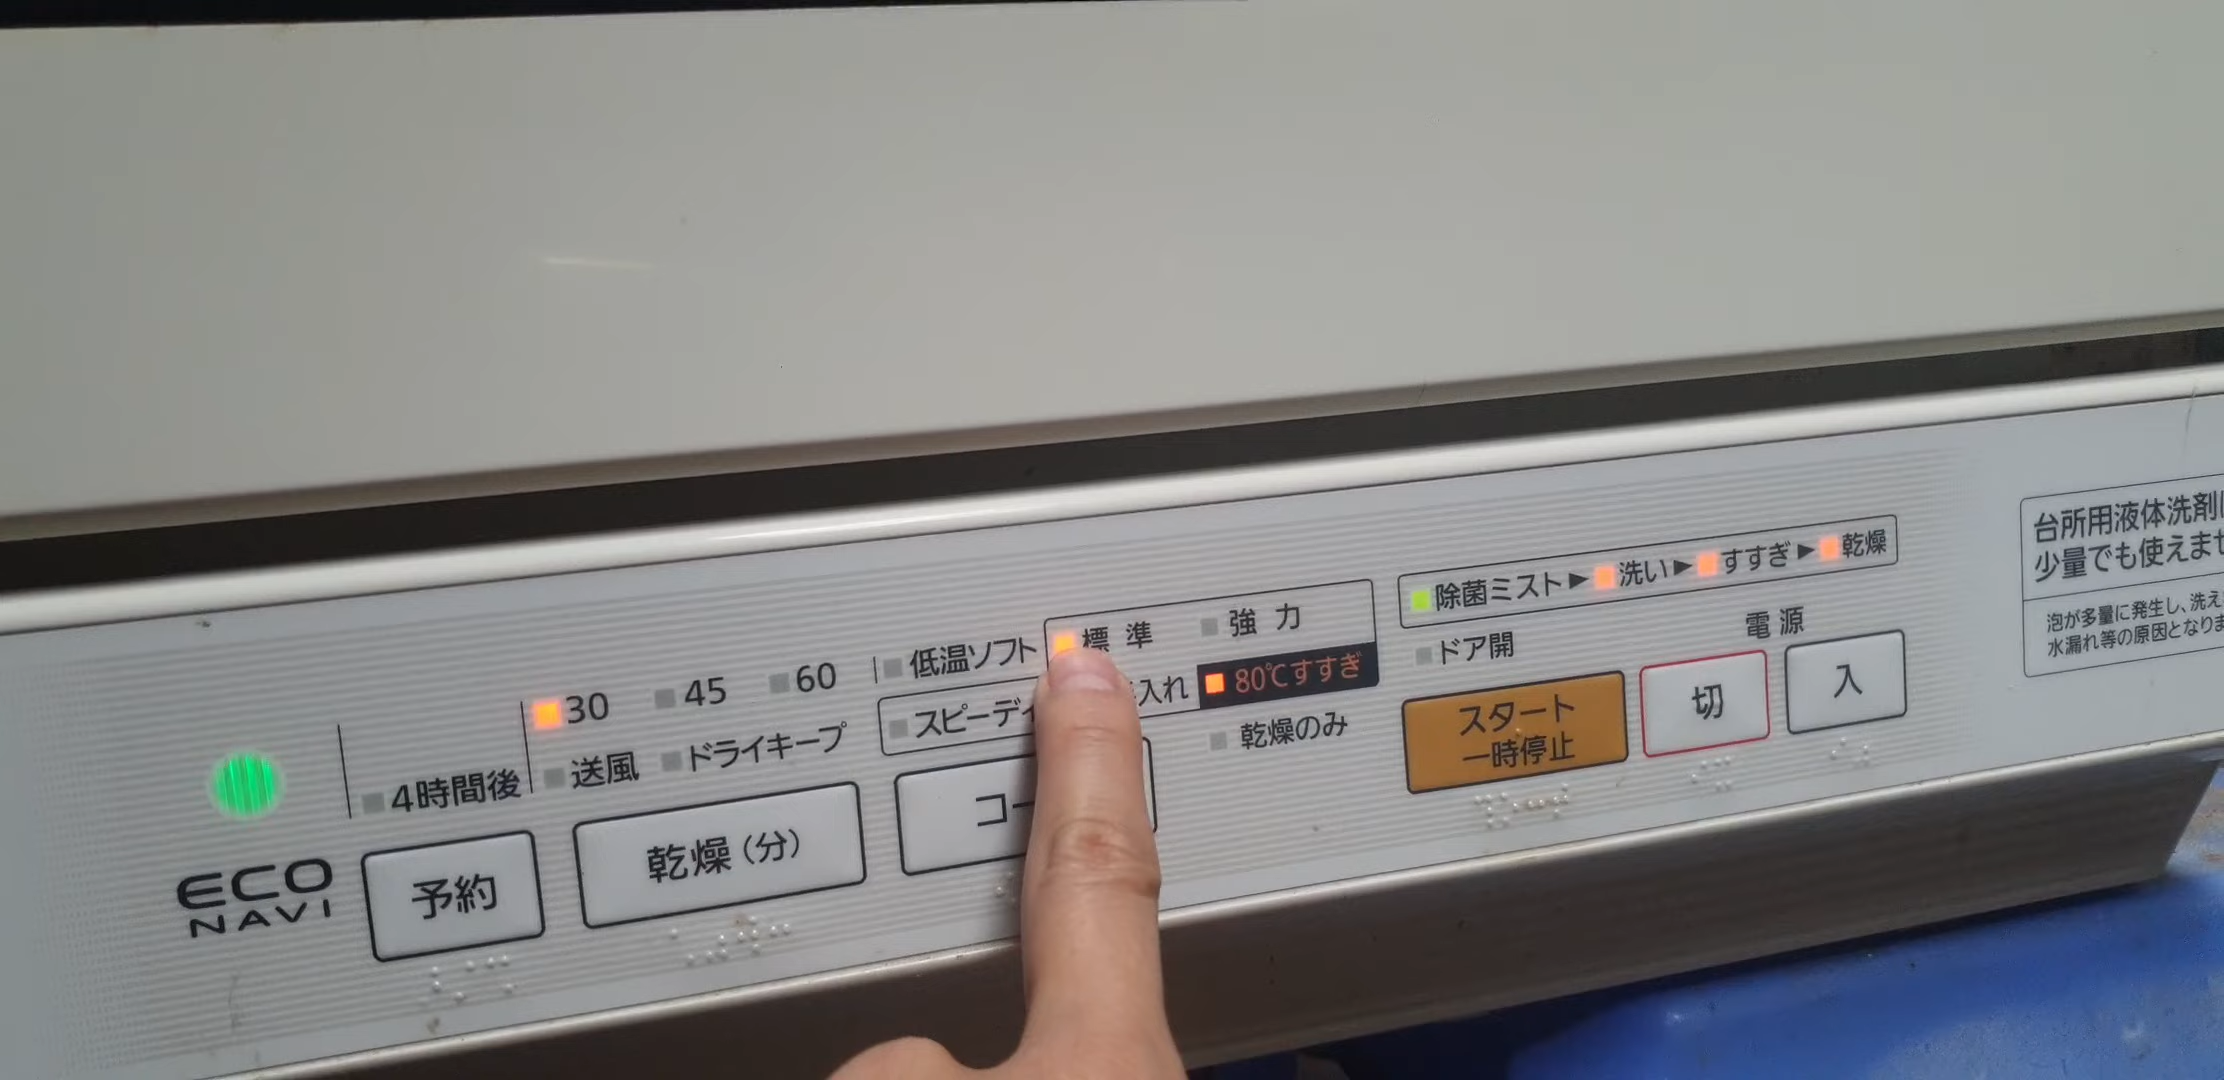 ECO
NAVI
4時間後
予約
30 45 60
送風 ドライキープ
乾燥(分)
低温ソフト 標準 強力
スピーディ
入れ 80℃すすぎ
乾燥のみ
除菌ミスト▶洗い▶すすぎ▶乾燥
ドア開
電源
スタート
一時停止
切
入
台所用液体洗剤
少量でも使えませ
泡が多量に発生し、洗え
水漏れ等の原因となりま